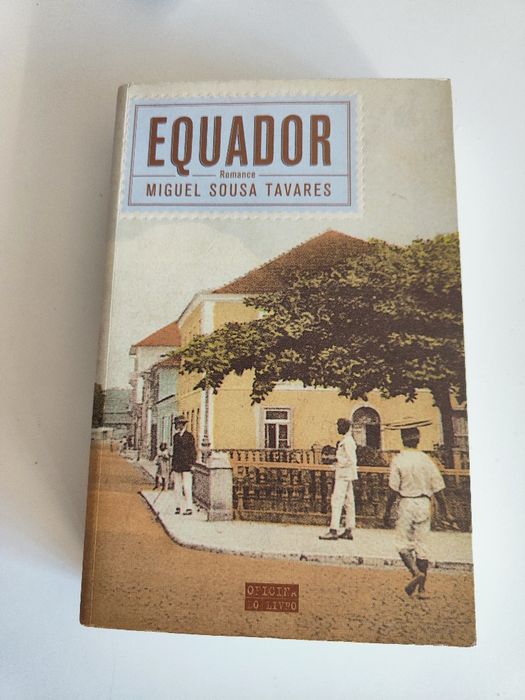 EQUADOR
Romance
MIGUEL SOUSA TAVARES
OFICINA
DO LIVRO